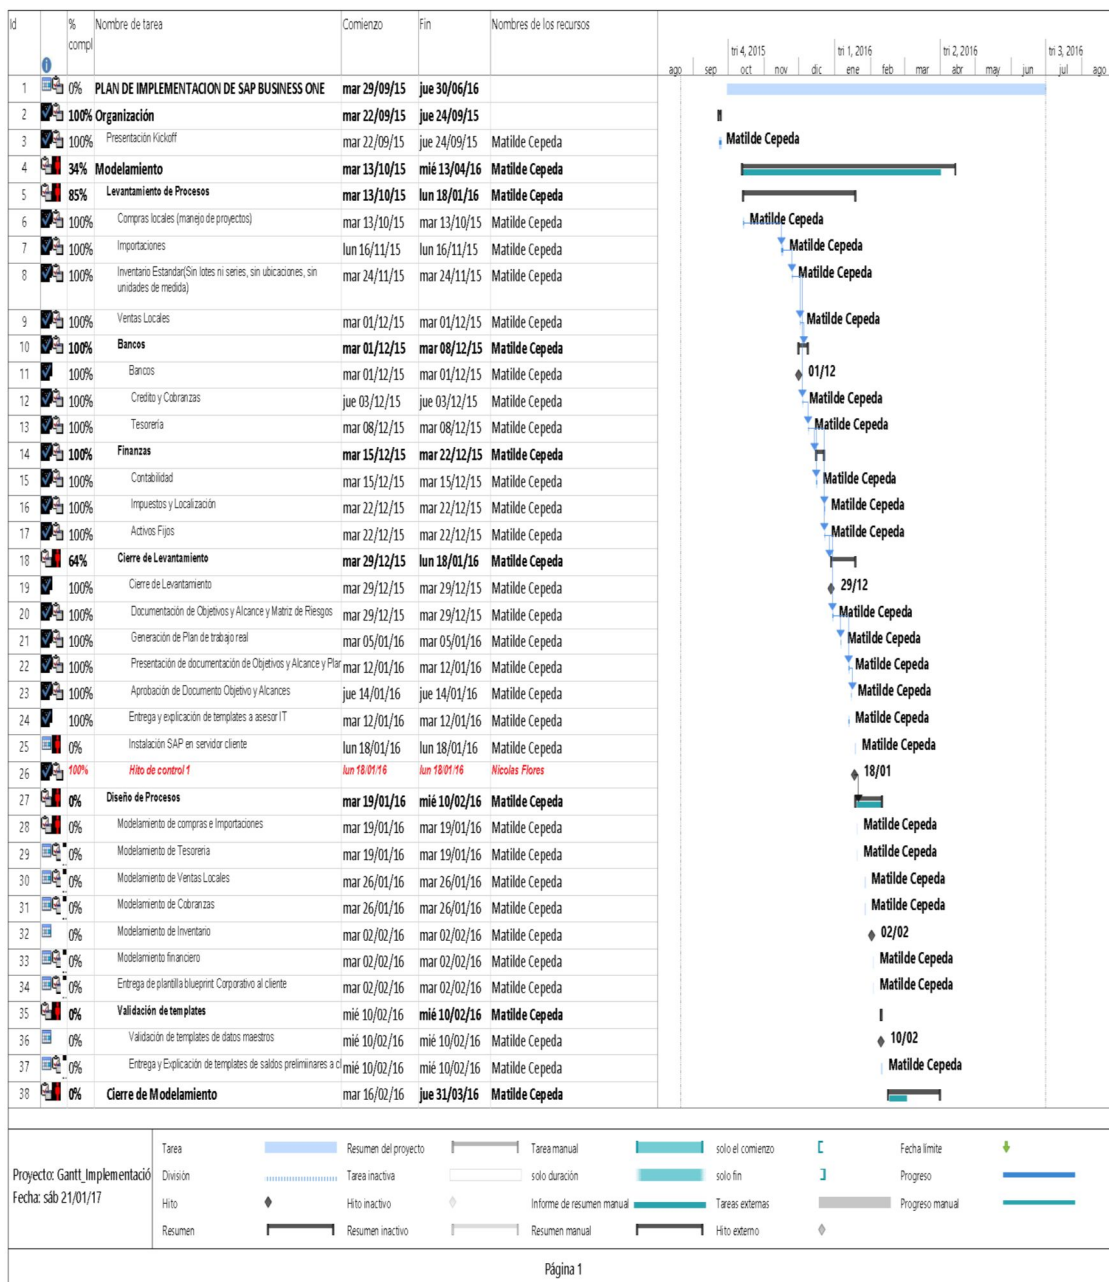 Id % compl Nombre de tarea Comienzo Fin Nombres de los recursos
tri 4, 2015 tri 1, 2016 tri 2, 2016 tri 3, 2016
ago sep oct nov dic ene feb mar abr may jun jul ago
1 0% PLAN DE IMPLEMENTACION DE SAP BUSINESS ONE mar 29/09/15 jue 30/06/16
2 100% Organización mar 22/09/15 jue 24/09/15
3 100% Presentación Kickoff mar 22/09/15 jue 24/09/15 Matilde Cepeda Matilde Cepeda
4 34% Modelamiento mar 13/10/15 mié 13/04/16 Matilde Cepeda
5 85% Levantamiento de Procesos mar 13/10/15 lun 18/01/16 Matilde Cepeda
6 100% Compras locales (manejo de proyectos) mar 13/10/15 mar 13/10/15 Matilde Cepeda Matilde Cepeda
7 100% Importaciones lun 16/11/15 lun 16/11/15 Matilde Cepeda Matilde Cepeda
8 100% Inventario Estandar(Sin lotes ni series, sin ubicaciones, sin mar 24/11/15 mar 24/11/15 Matilde Cepeda Matilde Cepeda
unidades de medida)
9 100% Ventas Locales mar 01/12/15 mar 01/12/15 Matilde Cepeda Matilde Cepeda
10 100% Bancos mar 01/12/15 mar 08/12/15 Matilde Cepeda
11 100% Bancos mar 01/12/15 mar 01/12/15 Matilde Cepeda 01/12
12 100% Credito y Cobranzas jue 03/12/15 jue 03/12/15 Matilde Cepeda Matilde Cepeda
13 100% Tesorería mar 08/12/15 mar 08/12/15 Matilde Cepeda Matilde Cepeda
14 100% Finanzas mar 15/12/15 mar 22/12/15 Matilde Cepeda
15 100% Contabilidad mar 15/12/15 mar 15/12/15 Matilde Cepeda Matilde Cepeda
16 100% Impuestos y Localización mar 22/12/15 mar 22/12/15 Matilde Cepeda Matilde Cepeda
17 100% Activos Fijos mar 22/12/15 mar 22/12/15 Matilde Cepeda Matilde Cepeda
18 64% Cierre de Levantamiento mar 29/12/15 lun 18/01/16 Matilde Cepeda
19 100% Cierre de Levantamiento mar 29/12/15 mar 29/12/15 Matilde Cepeda 29/12
20 100% Documentación de Objetivos y Alcance y Matriz de Riesgos mar 29/12/15 mar 29/12/15 Matilde Cepeda Matilde Cepeda
21 100% Generación de Plan de trabajo real mar 05/01/16 mar 05/01/16 Matilde Cepeda Matilde Cepeda
22 100% Presentación de documentación de Objetivos y Alcance y Plar mar 12/01/16 mar 12/01/16 Matilde Cepeda Matilde Cepeda
23 100% Aprobación de Documento Objetivo y Alcances jue 14/01/16 jue 14/01/16 Matilde Cepeda Matilde Cepeda
24 100% Entrega y explicación de templates a asesor IT mar 12/01/16 mar 12/01/16 Matilde Cepeda Matilde Cepeda
25 0% Instalación SAP en servidor cliente lun 18/01/16 lun 18/01/16 Matilde Cepeda Matilde Cepeda
26 100% Hito de control 1 lun 18/01/16 lun 18/01/16 Nicolas Flores 18/01
27 0% Diseño de Procesos mar 19/01/16 mié 10/02/16 Matilde Cepeda
28 0% Modelamiento de compras e Importaciones mar 19/01/16 mar 19/01/16 Matilde Cepeda Matilde Cepeda
29 0% Modelamiento de Tesoreria mar 19/01/16 mar 19/01/16 Matilde Cepeda Matilde Cepeda
30 0% Modelamiento de Ventas Locales mar 26/01/16 mar 26/01/16 Matilde Cepeda Matilde Cepeda
31 0% Modelamiento de Cobranzas mar 26/01/16 mar 26/01/16 Matilde Cepeda Matilde Cepeda
32 0% Modelamiento de Inventario mar 02/02/16 mar 02/02/16 Matilde Cepeda 02/02
33 0% Modelamiento financiero mar 02/02/16 mar 02/02/16 Matilde Cepeda Matilde Cepeda
34 0% Entrega de plantilla blueprint Corporativo al cliente mar 02/02/16 mar 02/02/16 Matilde Cepeda Matilde Cepeda
35 0% Validación de templates mié 10/02/16 mié 10/02/16 Matilde Cepeda
36 0% Validación de templates de datos maestros mié 10/02/16 mié 10/02/16 Matilde Cepeda 10/02
37 0% Entrega y Explicación de templates de saldos prelimiinares a cl mié 10/02/16 mié 10/02/16 Matilde Cepeda Matilde Cepeda
38 0% Cierre de Modelamiento mar 16/02/16 jue 31/03/16 Matilde Cepeda
Proyecto: Gantt_Implementació
Fecha: sáb 21/01/17
Tarea Resumen del proyecto Tarea manual solo el comienzo Fecha límite
División Tarea inactiva solo duración solo fin Progreso
Hito Hito inactivo Informe de resumen manual Tareas externas Progreso manual
Resumen Resumen inactivo Resumen manual Hito externo
Página 1